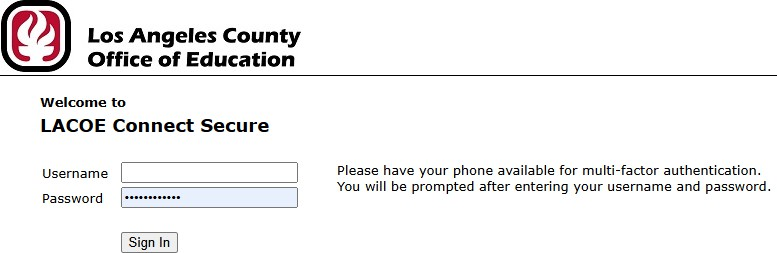 Los Angeles County
Office of Education
Welcome to
LACOE Connect Secure
Username
Password ••••••••••••
Please have your phone available for multi-factor authentication.
You will be prompted after entering your username and password.
Sign In